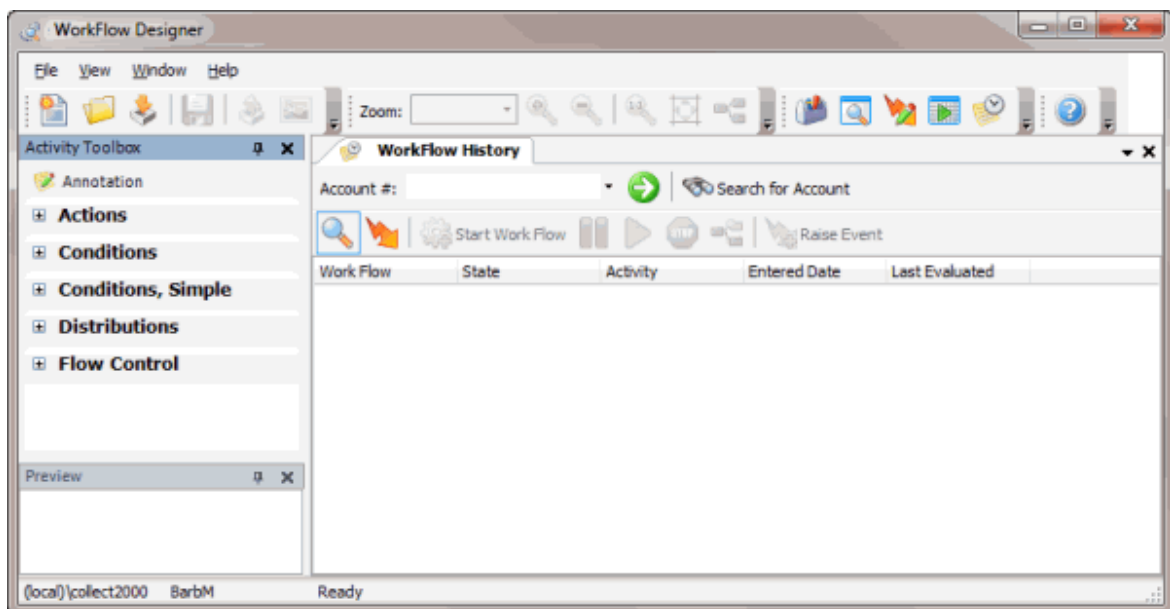 WorkFlow Designer
File View Window Help
Zoom:
Activity Toolbox
WorkFlow History
Annotation
Account #:
Search for Account
Actions
Start Work Flow
Raise Event
Conditions
Work Flow State Activity Entered Date Last Evaluated
Conditions, Simple
Distributions
Flow Control
Preview
(local)\collect2000 BarbM Ready